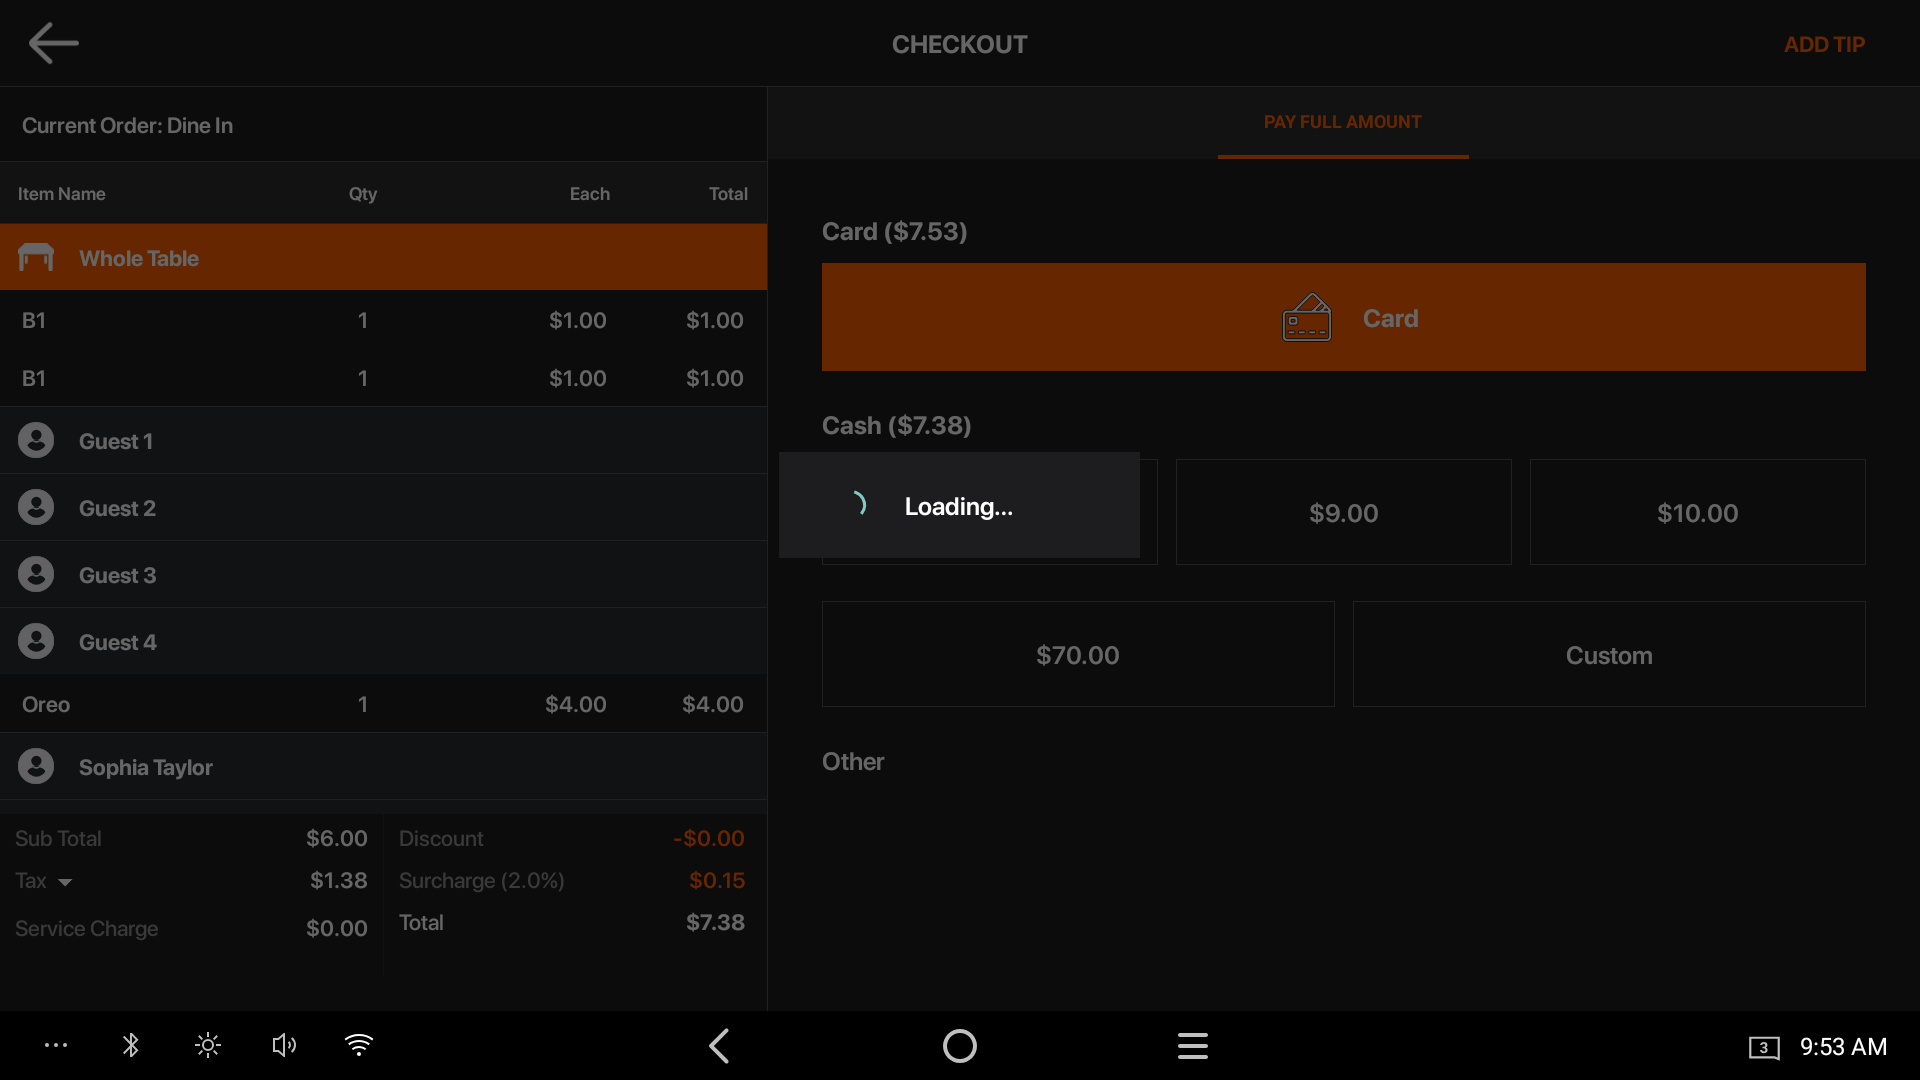 CHECKOUT
ADD TIP
Current Order: Dine In
Item Name Qty Each Total
Whole Table
B1 1 $1.00 $1.00
B1 1 $1.00 $1.00
Guest 1
Guest 2
Guest 3
Guest 4
Oreo 1 $4.00 $4.00
Sophia Taylor
Sub Total $6.00
Tax $1.38
Service Charge $0.00
Discount -$0.00
Surcharge (2.0%) $0.15
Total $7.38
PAY FULL AMOUNT
Card ($7.53)
Card
Cash ($7.38)
Loading...
$9.00
$10.00
$70.00
Custom
Other
3
9:53 AM